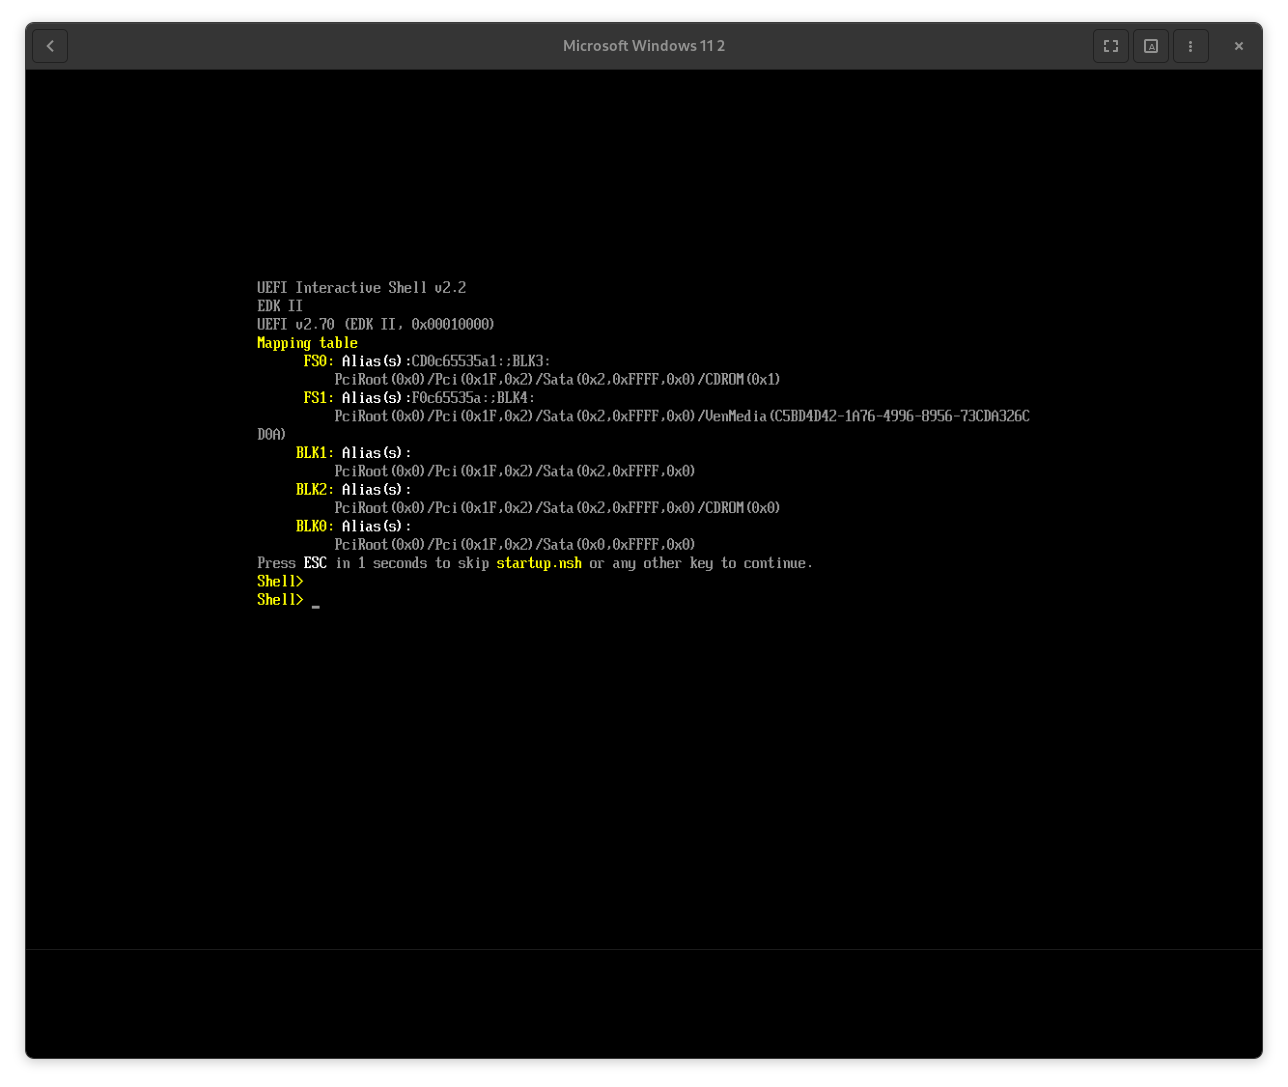 Microsoft Windows 11 2
UEFI Interactive Shell v2.2
EDK II
UEFI v2.70 (EDK II, 0x00010000)
Mapping table
FS0: Alias(s):CD0c65535a1:;BLK3:
PciRoot(0x0)/Pci(0x1F,0x2)/Sata(0x2,0xFFFF,0x0)/CDROM(0x1)
FS1: Alias(s):F0c65535a:;BLK4:
PciRoot(0x0)/Pci(0x1F,0x2)/Sata(0x2,0xFFFF,0x0)/VenMedia(C5BD4D42-1A76-4996-8956-73CDA326C
D0A)
BLK1: Alias(s):
PciRoot(0x0)/Pci(0x1F,0x2)/Sata(0x2,0xFFFF,0x0)
BLK2: Alias(s):
PciRoot(0x0)/Pci(0x1F,0x2)/Sata(0x2,0xFFFF,0x0)/CDROM(0x0)
BLK0: Alias(s):
PciRoot(0x0)/Pci(0x1F,0x2)/Sata(0x0,0xFFFF,0x0)
Press ESC in 1 seconds to skip startup.nsh or any other key to continue.
Shell>
Shell> _